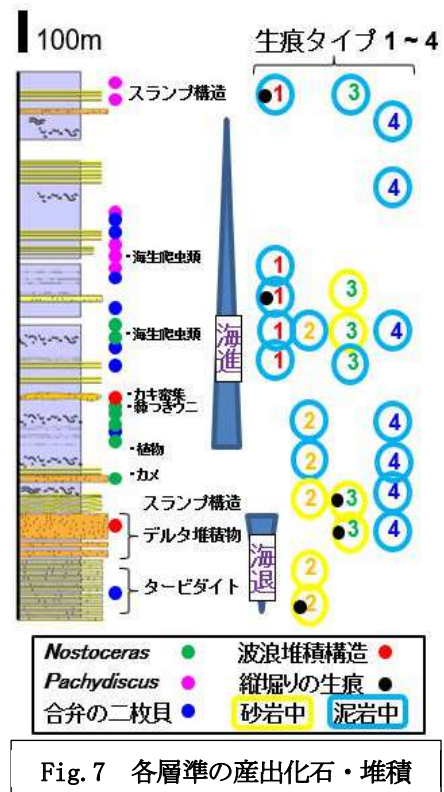 100m
生痕タイプ 1~4
スランプ構造
1
3
4
4
・海生爬虫類
1
1
3
・海生爬虫類
1
2
3
4
1
3
海進
・カキ密集
・蒜つきウニ
2
4
・植物
2
4
・カメ
スランプ構造
2
3
4
デルタ堆積物
3
4
海退
2
タービダイト
2
Nostoceras
波浪堆積構造
Pachydiscus
縦掘りの生痕
合弁の二枚貝
砂岩中
泥岩中
Fig.7 各層準の産出化石・堆積